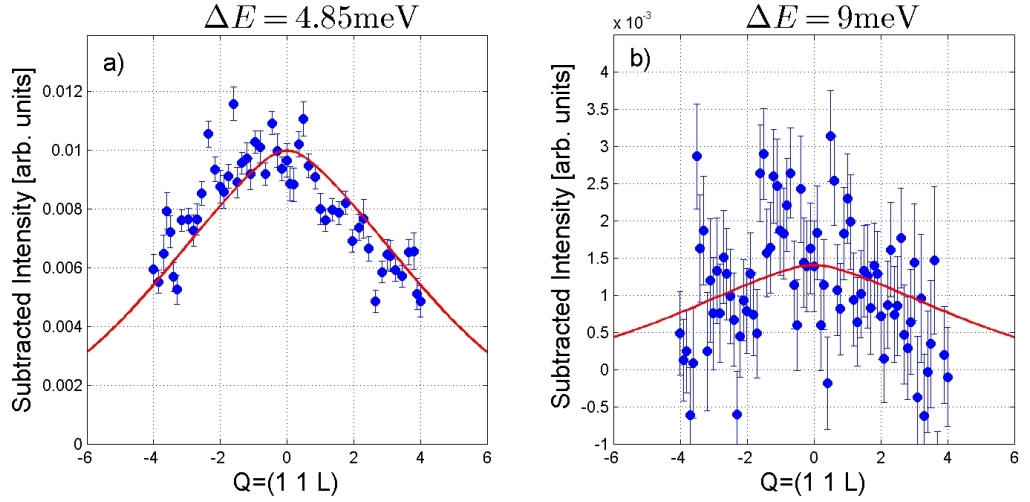 ΔE = 4.85meV
a)
Subtracted Intensity [arb. units]
0.012
0.01
0.008
0.006
0.004
0.002
0
-6 -4 -2 0 2 4 6
Q=(1 1 L)
ΔE = 9meV
x 10⁻³
b)
Subtracted Intensity [arb. units]
4
3.5
3
2.5
2
1.5
1
0.5
0
-0.5
-1
-6 -4 -2 0 2 4 6
Q=(1 1 L)